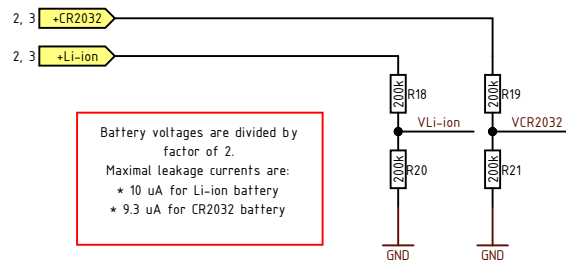 2, 3 +CR2032
2, 3 +Li-ion
200k R18
200k R19
VLi-ion
VCR2032
Battery voltages are divided by
factor of 2.
Maximal leakage currents are:
* 10 uA for Li-ion battery
* 9.3 uA for CR2032 battery
200k R20
200k R21
GND
GND